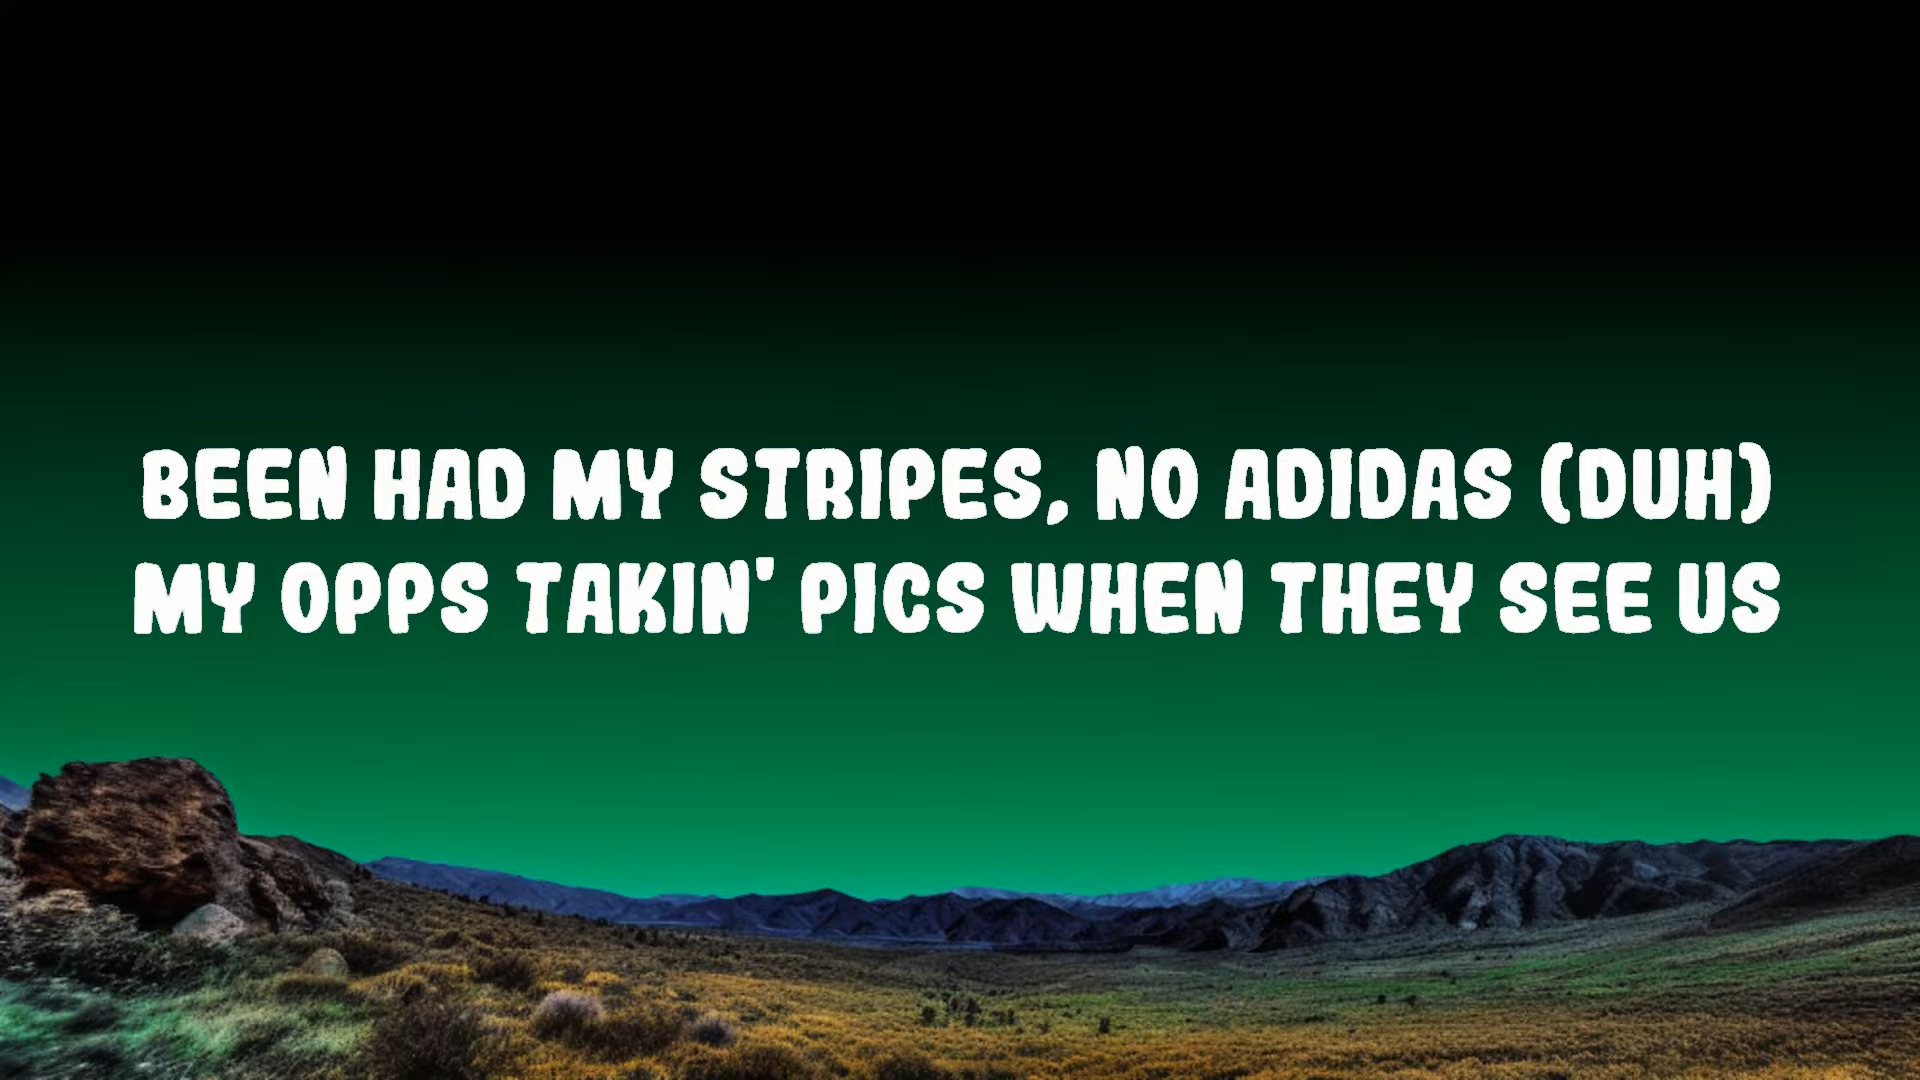 BEEN HAD MY STRIPES, NO ADIDAS (DUH)
MY OPPS TAKIN' PICS WHEN THEY SEE US